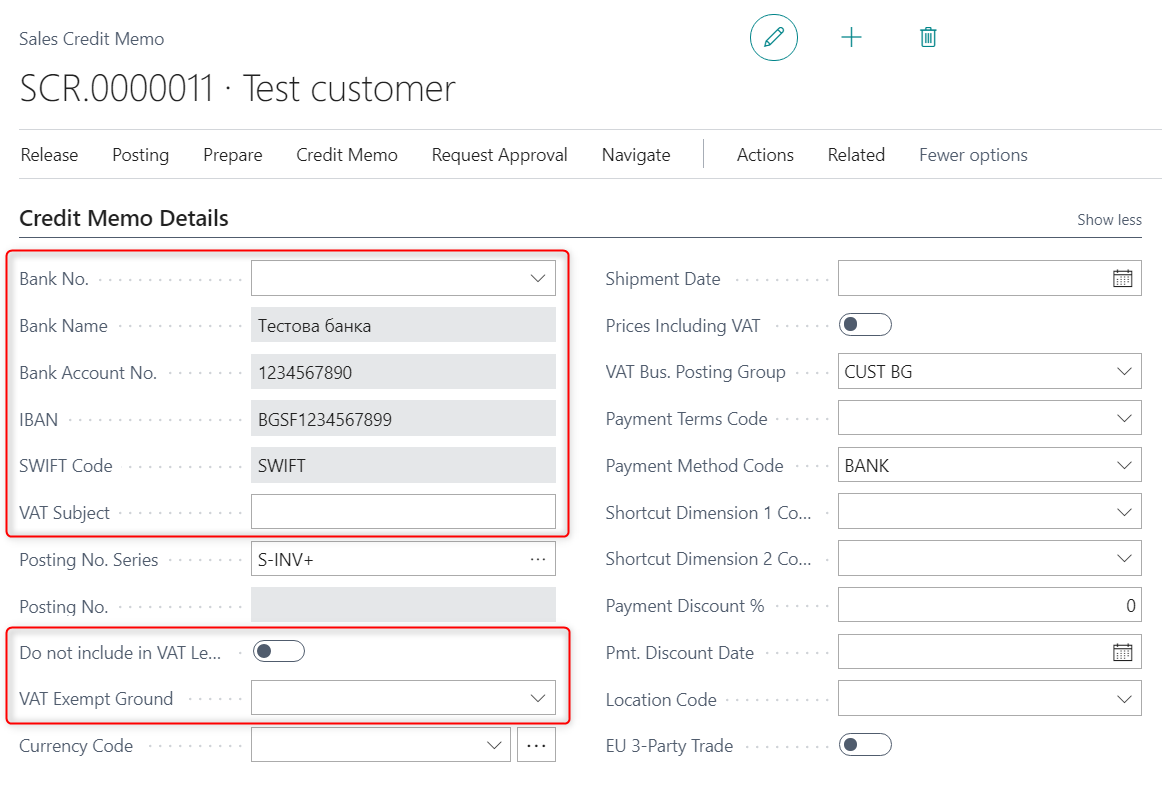 Sales Credit Memo
SCR.0000011 · Test customer
Release Posting Prepare Credit Memo Request Approval Navigate Actions Related Fewer options
Credit Memo Details Show less
Bank No.
Bank Name Тестова банка
Bank Account No. 1234567890
IBAN BGSF1234567899
SWIFT Code SWIFT
VAT Subject
Posting No. Series S-INV+
Posting No.
Do not include in VAT Le...
VAT Exempt Ground
Currency Code
Shipment Date
Prices Including VAT
VAT Bus. Posting Group CUST BG
Payment Terms Code
Payment Method Code BANK
Shortcut Dimension 1 Co...
Shortcut Dimension 2 Co...
Payment Discount % 0
Pmt. Discount Date
Location Code
EU 3-Party Trade